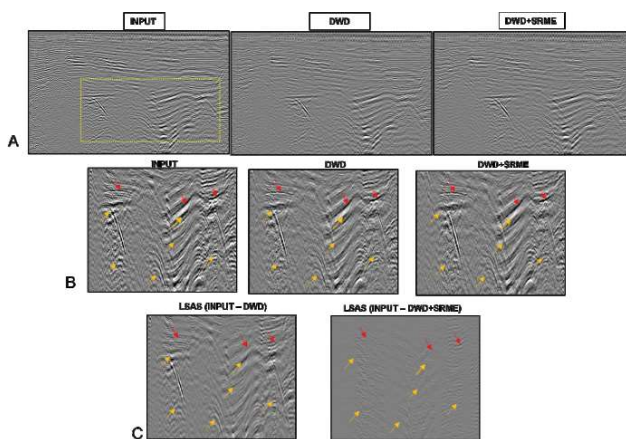 INPUT DWD DWD+SRME
A
INPUT DWD DWD+SRME
B
LSAS (INPUT – DWD) LSAS (INPUT – DWD+SRME)
C